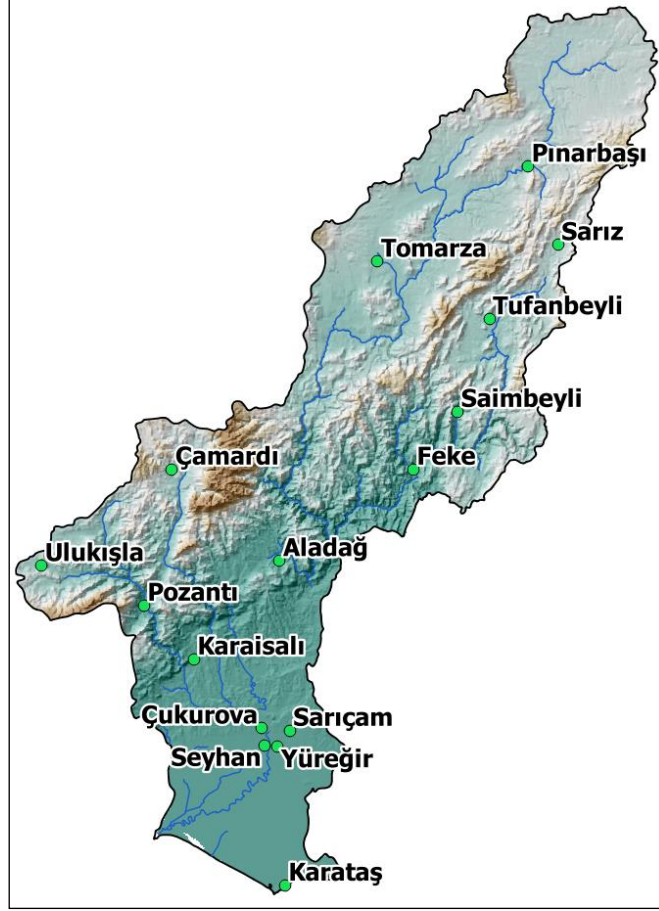 Pınarbaşı
Sarız
Tomarza
Tufanbeyli
Saimbeyli
Çamardı
Feke
Ulukışla
Aladağ
Pozantı
Karaisalı
Çukurova
Sarıçam
Seyhan
Yüreğir
Karataş